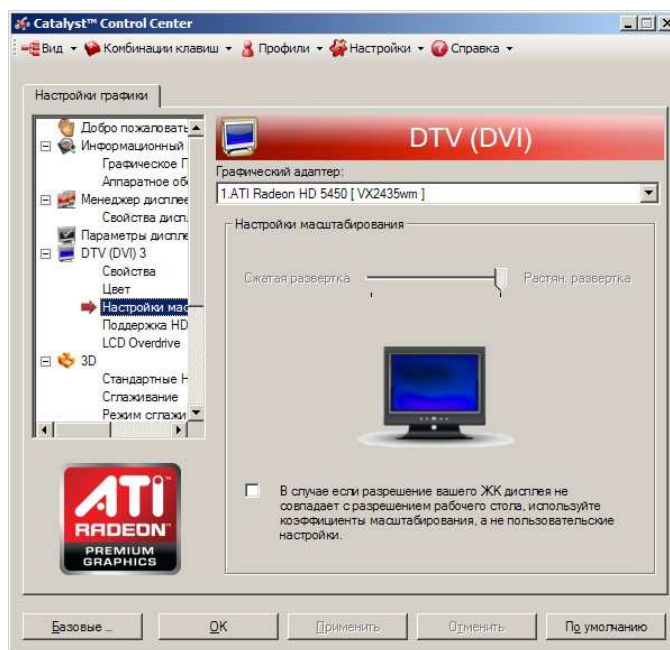 Catalyst™ Control Center
Вид Комбинации клавиш Профили Настройки Справка
Настройки графики
Добро пожаловать
Информационный
Графическое П
Аппаратное об
Менеджер дисплее
Свойства дисп.
Параметры диспле
DTV (DVI) 3
Свойства
Цвет
Настройки мас
Поддержка HD
LCD Overdrive
3D
Стандартные Н
Сглаживание
Режим сглажи
ATI
RADEON
PREMIUM
GRAPHICS
DTV (DVI)
Графический адаптер:
1.ATI Radeon HD 5450 [ VX2435wm ]
Настройки масштабирования
Сжатая развертка Растян. развертка
В случае если разрешение вашего ЖК дисплея не
совпадает с разрешением рабочего стола, используйте
коэффициенты масштабирования, а не пользовательские
настройки.
Базовые ... OK Применить Отменить По умолчанию